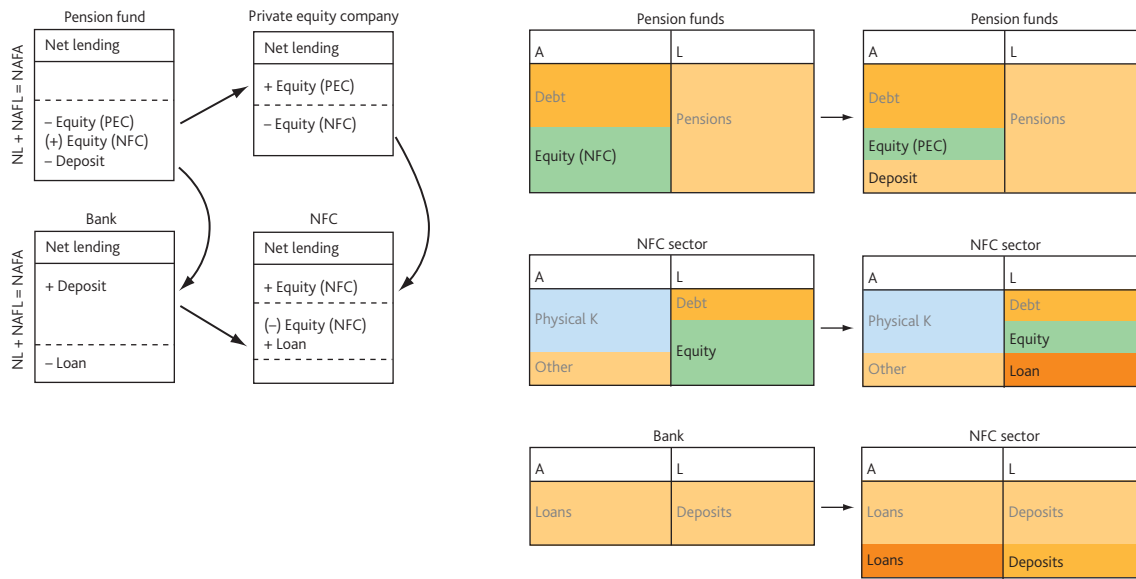 Pension fund
Private equity company
NL + NAFL = NAFA
Net lending
– Equity (PEC)
(+) Equity (NFC)
– Deposit
Net lending
+ Equity (PEC)
– Equity (NFC)
Bank
NFC
NL + NAFL = NAFA
Net lending
+ Deposit
– Loan
Net lending
+ Equity (NFC)
(–) Equity (NFC)
+ Loan
Pension funds
A L
Debt
Equity (NFC)
Pensions
Pension funds
A L
Debt
Equity (PEC)
Deposit
Pensions
NFC sector
A L
Physical K
Other
Debt
Equity
NFC sector
A L
Physical K
Other
Debt
Equity
Loan
Bank
A L
Loans Deposits
NFC sector
A L
Loans Deposits
Loans Deposits